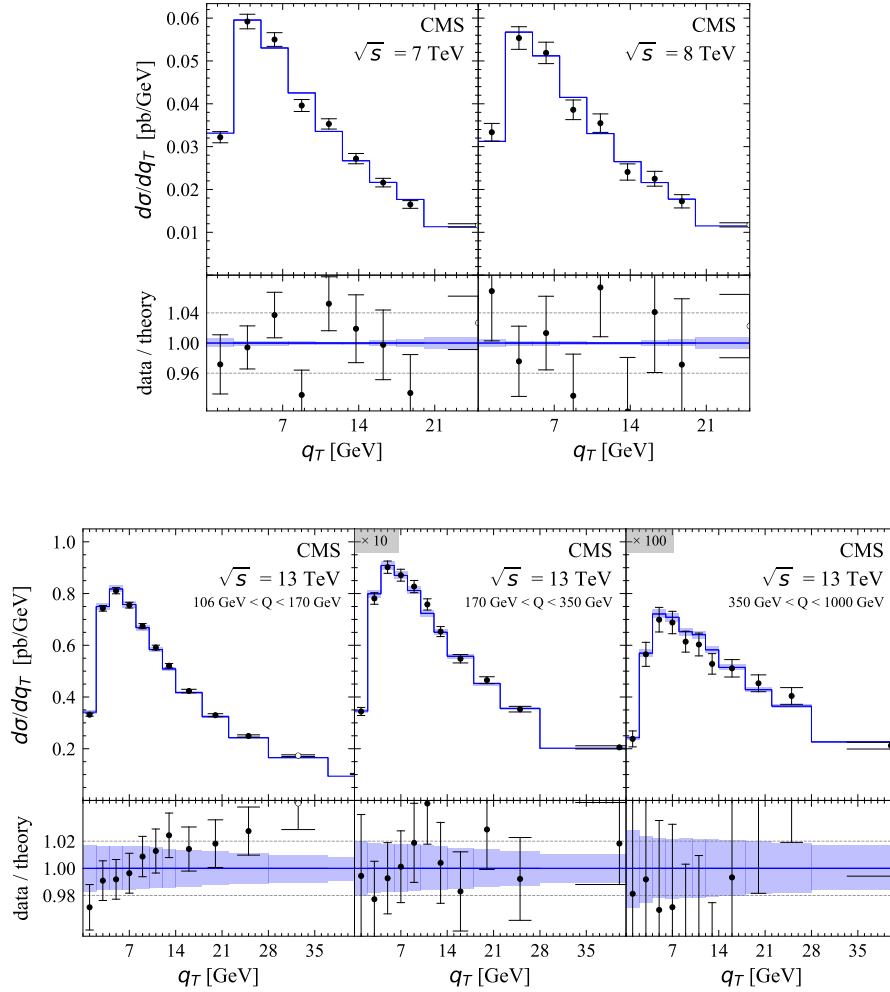 0.06
0.05
0.04
0.03
0.02
0.01
dσ/dq_T [pb/GeV]
CMS
√s = 7 TeV
CMS
√s = 8 TeV
1.04
1.00
0.96
data / theory
7 14 21
7 14 21
q_T [GeV]
q_T [GeV]
1.0
0.8
0.6
0.4
0.2
dσ/dq_T [pb/GeV]
CMS
√s = 13 TeV
106 GeV < Q < 170 GeV
× 10
CMS
√s = 13 TeV
170 GeV < Q < 350 GeV
× 100
CMS
√s = 13 TeV
350 GeV < Q < 1000 GeV
1.02
1.00
0.98
data / theory
7 14 21 28 35
7 14 21 28 35
7 14 21 28 35
q_T [GeV]
q_T [GeV]
q_T [GeV]